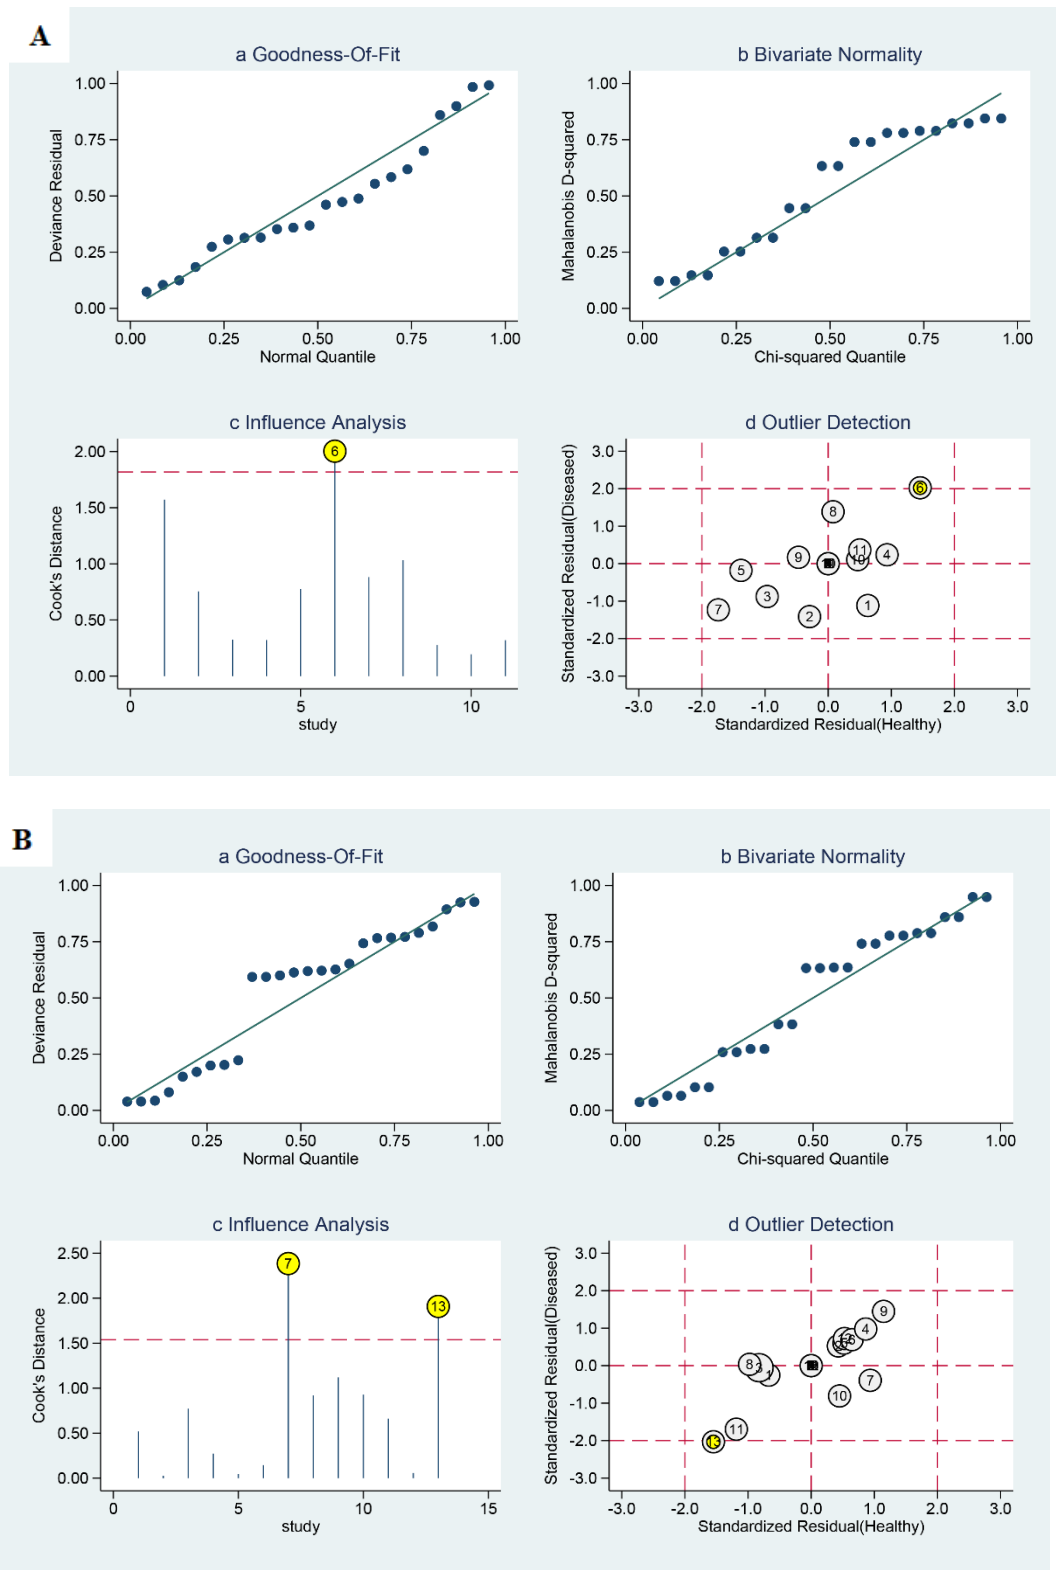 A
a Goodness-Of-Fit
Deviance Residual
1.00
0.75
0.50
0.25
0.00
0.00 0.25 0.50 0.75 1.00
Normal Quantile
b Bivariate Normality
Mahalanobis D-squared
1.00
0.75
0.50
0.25
0.00
0.00 0.25 0.50 0.75 1.00
Chi-squared Quantile
c Influence Analysis
Cook's Distance
2.00
1.50
1.00
0.50
0.00
6
0 5 10
study
d Outlier Detection
Standardized Residual(Diseased)
3.0
2.0
1.0
0.0
-1.0
-2.0
-3.0
6
8
11
10
4
9
5
3
7
2
1
-3.0 -2.0 -1.0 0.0 1.0 2.0 3.0
Standardized Residual(Healthy)
B
a Goodness-Of-Fit
Deviance Residual
1.00
0.75
0.50
0.25
0.00
0.00 0.25 0.50 0.75 1.00
Normal Quantile
b Bivariate Normality
Mahalanobis D-squared
1.00
0.75
0.50
0.25
0.00
0.00 0.25 0.50 0.75 1.00
Chi-squared Quantile
c Influence Analysis
Cook's Distance
2.50
2.00
1.50
1.00
0.50
0.00
7
13
0 5 10 15
study
d Outlier Detection
Standardized Residual(Diseased)
3.0
2.0
1.0
0.0
-1.0
-2.0
-3.0
9
4
8
3
1
7
10
11
13
-3.0 -2.0 -1.0 0.0 1.0 2.0 3.0
Standardized Residual(Healthy)